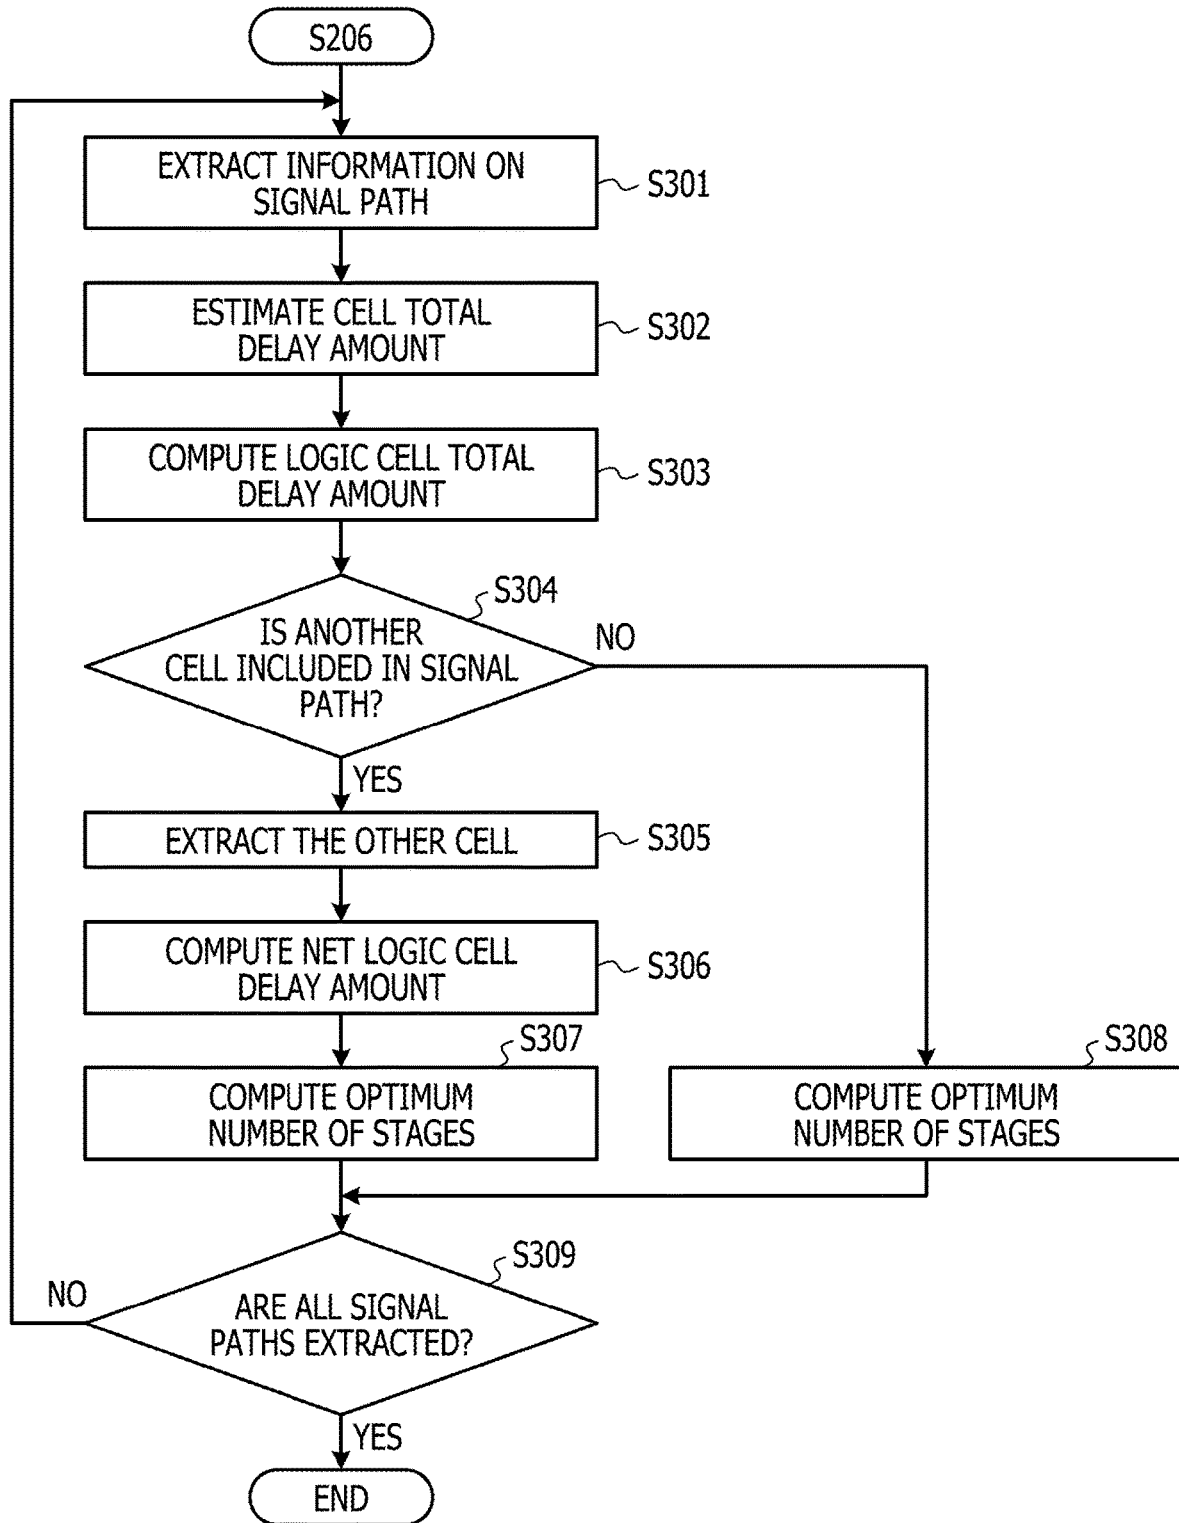 S206
EXTRACT INFORMATION ON
SIGNAL PATH
S301
ESTIMATE CELL TOTAL
DELAY AMOUNT
S302
COMPUTE LOGIC CELL TOTAL
DELAY AMOUNT
S303
S304
IS ANOTHER
CELL INCLUDED IN SIGNAL
PATH?
NO
YES
EXTRACT THE OTHER CELL
S305
COMPUTE NET LOGIC CELL
DELAY AMOUNT
S306
S307
COMPUTE OPTIMUM
NUMBER OF STAGES
S308
COMPUTE OPTIMUM
NUMBER OF STAGES
S309
NO
ARE ALL SIGNAL
PATHS EXTRACTED?
YES
END